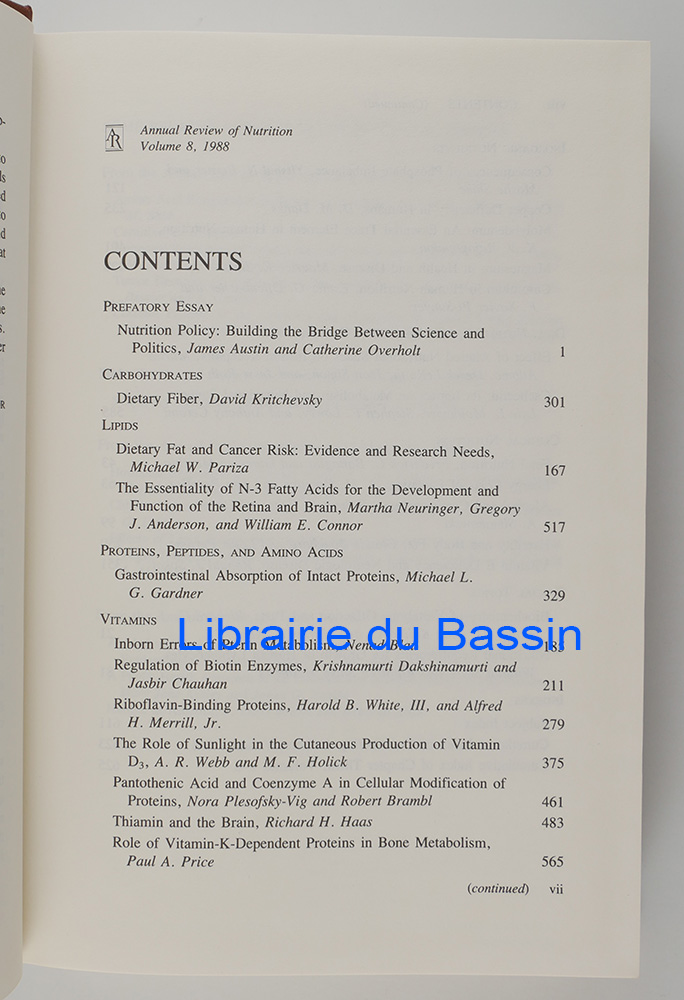 AR
Annual Review of Nutrition
Volume 8, 1988
CONTENTS
PREFATORY ESSAY
Nutrition Policy: Building the Bridge Between Science and
Politics, James Austin and Catherine Overholt 1
CARBOHYDRATES
Dietary Fiber, David Kritchevsky 301
LIPIDS
Dietary Fat and Cancer Risk: Evidence and Research Needs,
Michael W. Pariza 167
The Essentiality of N-3 Fatty Acids for the Development and
Function of the Retina and Brain, Martha Neuringer, Gregory
J. Anderson, and William E. Connor 517
PROTEINS, PEPTIDES, AND AMINO ACIDS
Gastrointestinal Absorption of Intact Proteins, Michael L.
G. Gardner 329
VITAMINS
Librairie du Bassin
Inborn Errors of Pterin Metabolism, Nenad
Regulation of Biotin Enzymes, Krishnamurti Dakshinamurti and
Jasbir Chauhan 211
Riboflavin-Binding Proteins, Harold B. White, III, and Alfred
H. Merrill, Jr. 279
The Role of Sunlight in the Cutaneous Production of Vitamin
D3, A. R. Webb and M. F. Holick 375
Pantothenic Acid and Coenzyme A in Cellular Modification of
Proteins, Nora Plesofsky-Vig and Robert Brambl 461
Thiamin and the Brain, Richard H. Haas 483
Role of Vitamin-K-Dependent Proteins in Bone Metabolism,
Paul A. Price 565
(continued) vii